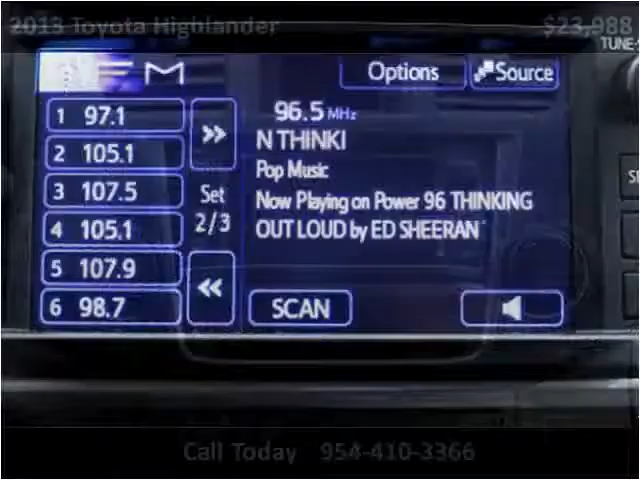 2013 Toyota Highlander $23,988
TUNE
FM
Options Source
1 97.1
2 105.1
3 107.5
4 105.1
5 107.9
6 98.7
>>
Set
2/3
<<
96.5 MHz
N THINKI
Pop Music
Now Playing on Power 96 THINKING
OUT LOUD by ED SHEERAN
SCAN
Call Today 954-410-3366